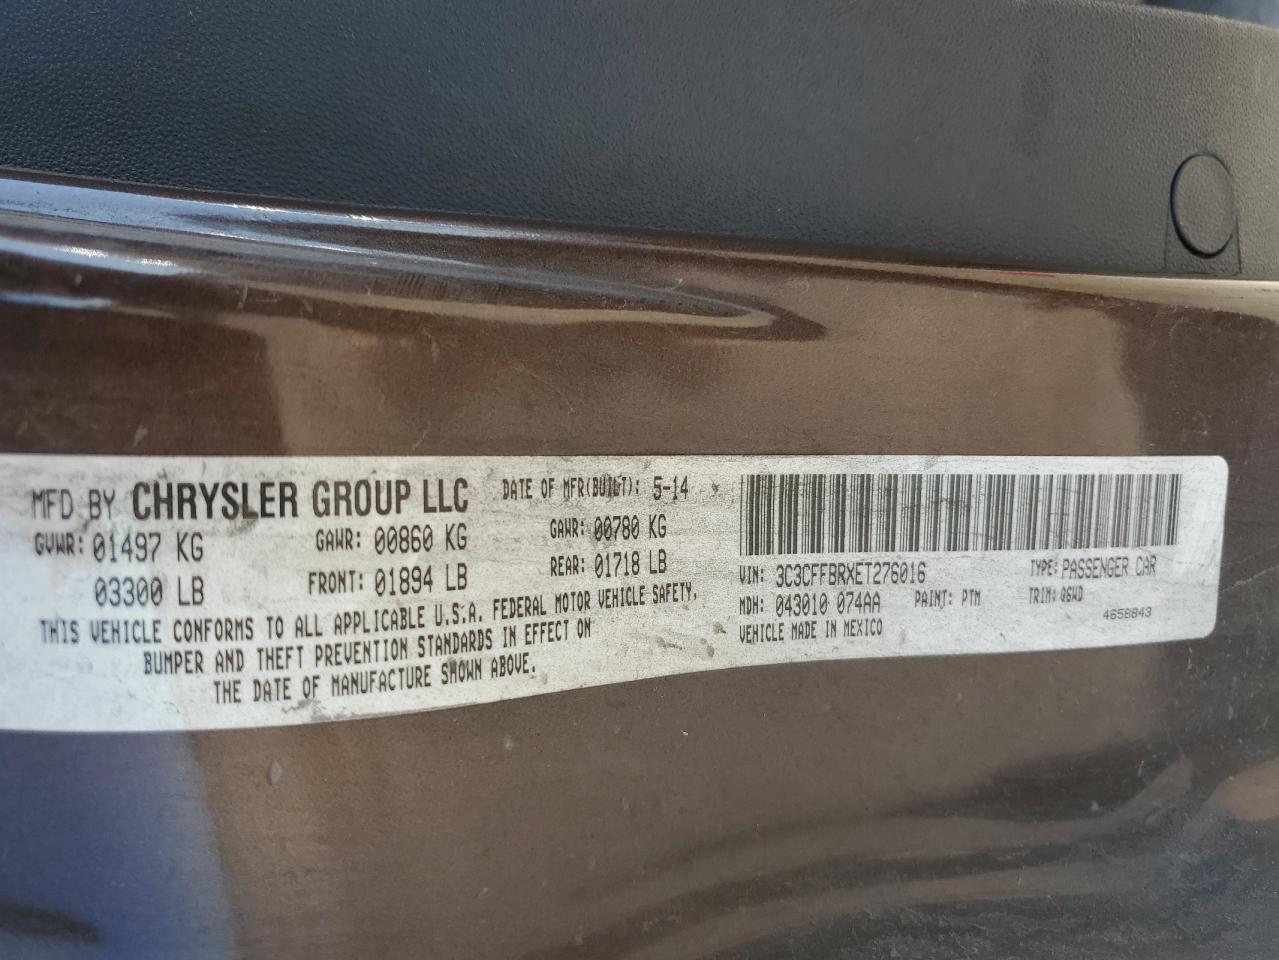 MFD BY CHRYSLER GROUP LLC DATE OF MFR(BUILT): 5-14
GVWR: 01497 KG GAWR: 00860 KG GAWR: 00780 KG
03300 LB FRONT: 01894 LB REAR: 01718 LB
THIS VEHICLE CONFORMS TO ALL APPLICABLE U.S.A. FEDERAL MOTOR VEHICLE SAFETY,
BUMPER AND THEFT PREVENTION STANDARDS IN EFFECT ON
THE DATE OF MANUFACTURE SHOWN ABOVE.
VIN: 3C3CFFBRXET276016 TYPE: PASSENGER CAR
MDH: 043010 074AA PAINT: PTM TRIM: Q6WD
VEHICLE MADE IN MEXICO 4658843